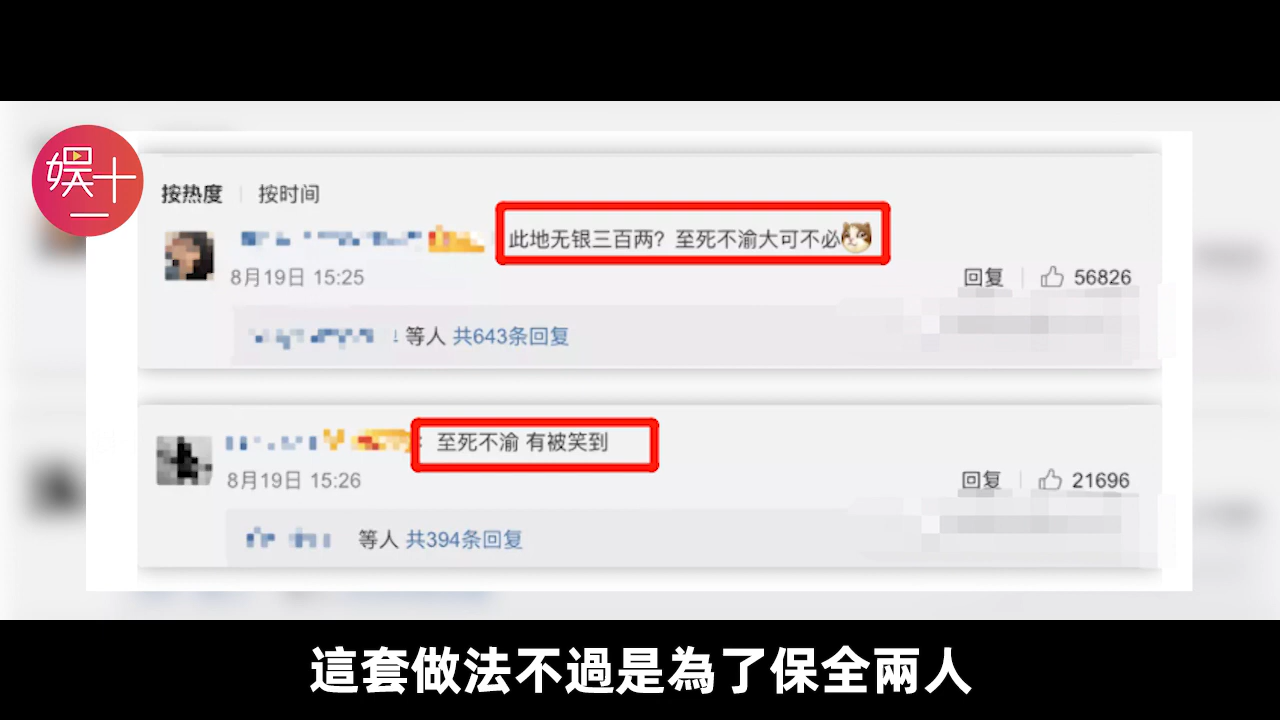 娱十一
按热度 按时间
此地无银三百两？至死不渝大可不必
8月19日 15:25
回复 56826
等人 共643条回复
: 至死不渝 有被笑到
8月19日 15:26
回复 21696
等人 共394条回复
這套做法不過是為了保全兩人